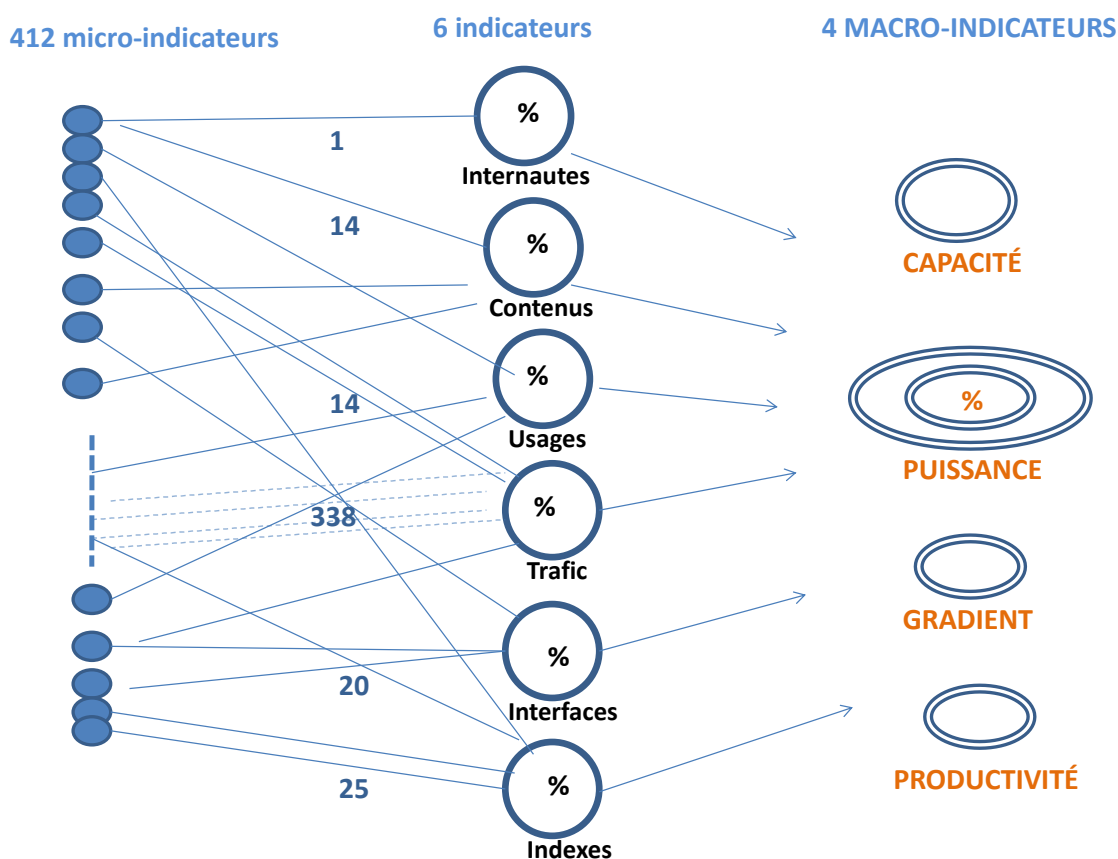 412 micro-indicateurs
6 indicateurs
4 MACRO-INDICATEURS
%
1
Internautes
14
%
CAPACITÉ
Contenus
%
14
%
Usages
PUISSANCE
338
%
Trafic
GRADIENT
%
20
Interfaces
%
25
PRODUCTIVITÉ
Indexes